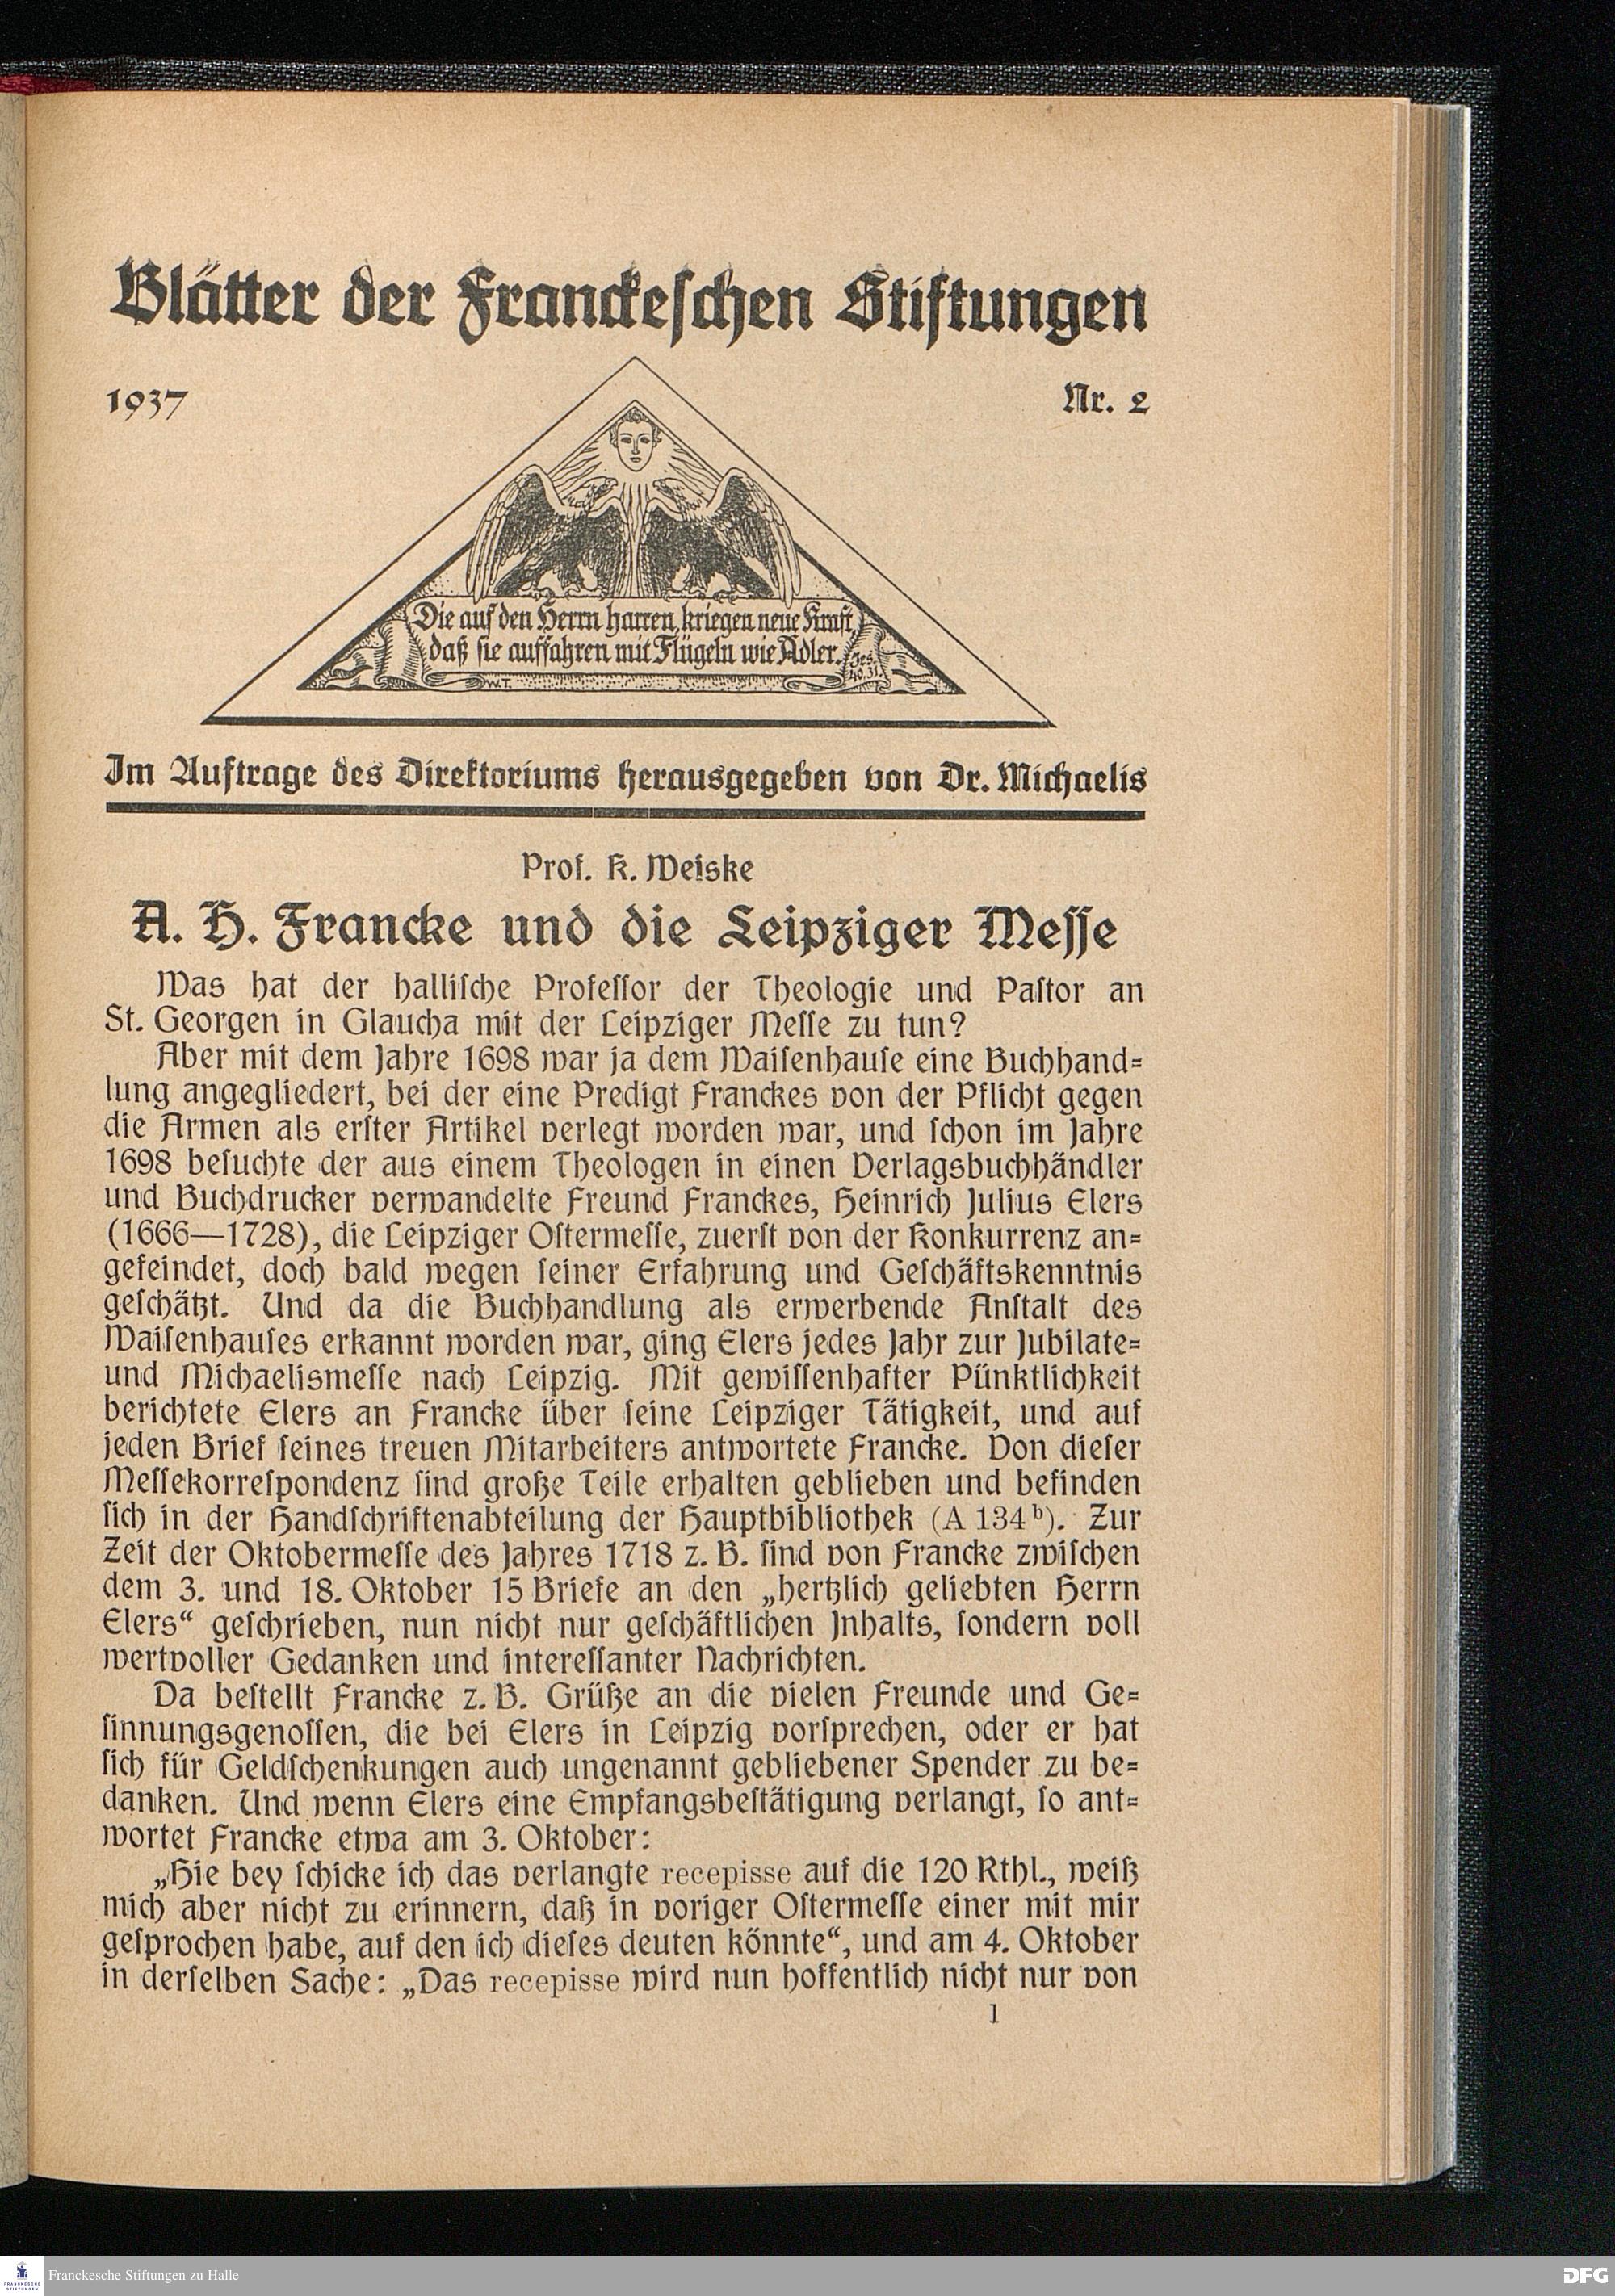 Blätter der Franckeschen Stiftungen
1937
Nr. 2
Die auf den Herrn harren, kriegen neue Kraft,
daß sie auffahren mit Flügeln wie Adler. Jes. 40.31.
W.T.
Im Auftrage des Direktoriums herausgegeben von Dr. Michaelis
Prof. K. Weiske
A. H. Francke und die Leipziger Messe
Was hat der hallische Professor der Theologie und Pastor an
St. Georgen in Glaucha mit der Leipziger Messe zu tun?
Aber mit dem Jahre 1698 war ja dem Waisenhause eine Buchhand-
lung angegliedert, bei der eine Predigt Franckes von der Pflicht gegen
die Armen als erster Artikel verlegt worden war, und schon im Jahre
1698 besuchte der aus einem Theologen in einen Verlagsbuchhändler
und Buchdrucker verwandelte Freund Franckes, Heinrich Julius Elers
(1666—1728), die Leipziger Ostermesse, zuerst von der Konkurrenz an-
gefeindet, doch bald wegen seiner Erfahrung und Geschäftskenntnis
geschätzt. Und da die Buchhandlung als erwerbende Anstalt des
Waisenhauses erkannt worden war, ging Elers jedes Jahr zur Jubilate-
und Michaelismesse nach Leipzig. Mit gewissenhafter Pünktlichkeit
berichtete Elers an Francke über seine Leipziger Tätigkeit, und auf
jeden Brief seines treuen Mitarbeiters antwortete Francke. Von dieser
Messekorrespondenz sind große Teile erhalten geblieben und befinden
sich in der Handschriftenabteilung der Hauptbibliothek (A 134ᵇ). Zur
Zeit der Oktobermesse des Jahres 1718 z. B. sind von Francke zwischen
dem 3. und 18. Oktober 15 Briefe an den „hertzlich geliebten Herrn
Elers“ geschrieben, nun nicht nur geschäftlichen Inhalts, sondern voll
wertvoller Gedanken und interessanter Nachrichten.
Da bestellt Francke z. B. Grüße an die vielen Freunde und Ge-
sinnungsgenossen, die bei Elers in Leipzig vorsprechen, oder er hat
sich für Geldschenkungen auch ungenannt gebliebener Spender zu be-
danken. Und wenn Elers eine Empfangsbestätigung verlangt, so ant-
wortet Francke etwa am 3. Oktober:
„Hie bey schicke ich das verlangte recepisse auf die 120 Rthl., weiß
mich aber nicht zu erinnern, daß in voriger Ostermesse einer mit mir
gesprochen habe, auf den ich dieses deuten könnte“, und am 4. Oktober
in derselben Sache: „Das recepisse wird nun hoffentlich nicht nur von
1
FRANCKESCHE STIFTUNGEN
Franckesche Stiftungen zu Halle
DFG